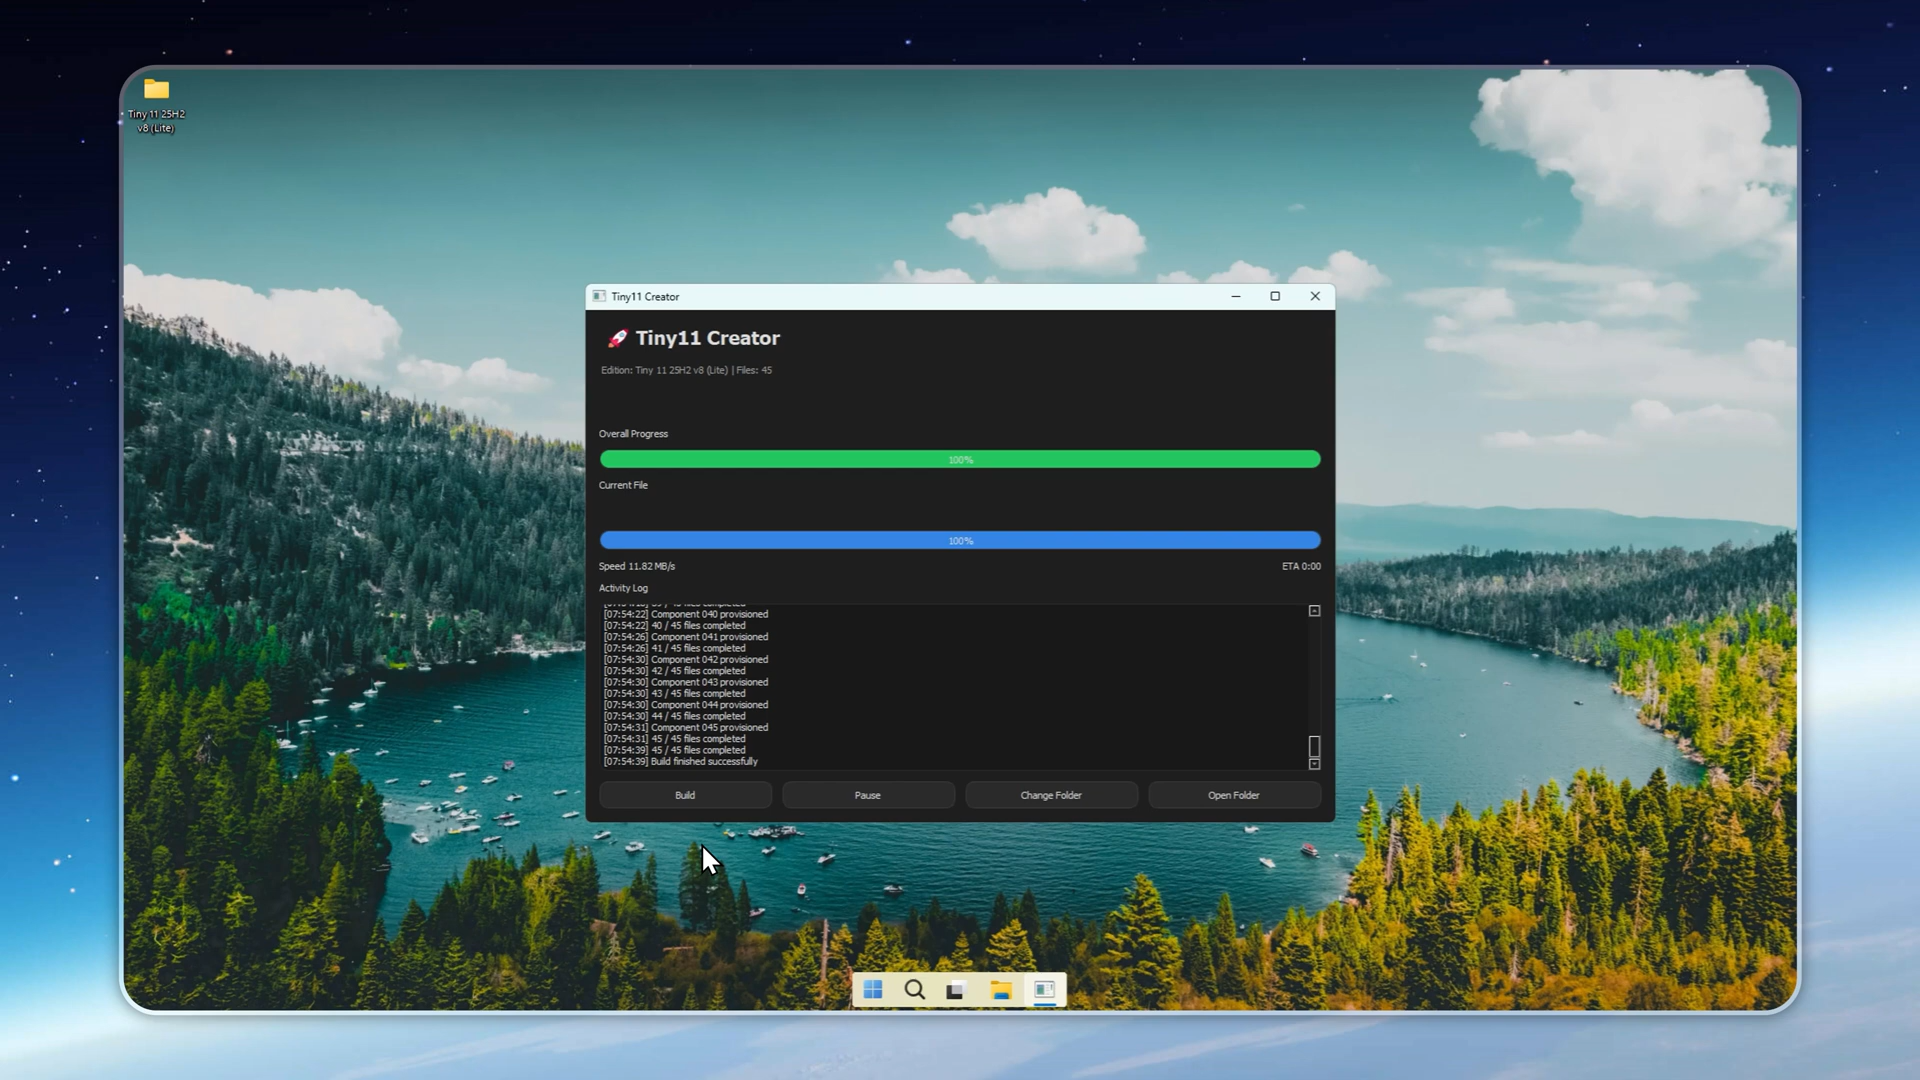 Tiny 11 25H2
v8 (Lite)
Tiny11 Creator
Tiny11 Creator
Edition: Tiny 11 25H2 v8 (Lite) | Files: 45
Overall Progress
100%
Current File
100%
Speed 11.82 MB/s
ETA 0:00
Activity Log
[07:54:22] Component 040 provisioned
[07:54:22] 40 / 45 files completed
[07:54:26] Component 041 provisioned
[07:54:26] 41 / 45 files completed
[07:54:30] Component 042 provisioned
[07:54:30] 42 / 45 files completed
[07:54:30] Component 043 provisioned
[07:54:30] 43 / 45 files completed
[07:54:30] Component 044 provisioned
[07:54:30] 44 / 45 files completed
[07:54:31] Component 045 provisioned
[07:54:31] 45 / 45 files completed
[07:54:39] 45 / 45 files completed
[07:54:39] Build finished successfully
Build
Pause
Change Folder
Open Folder